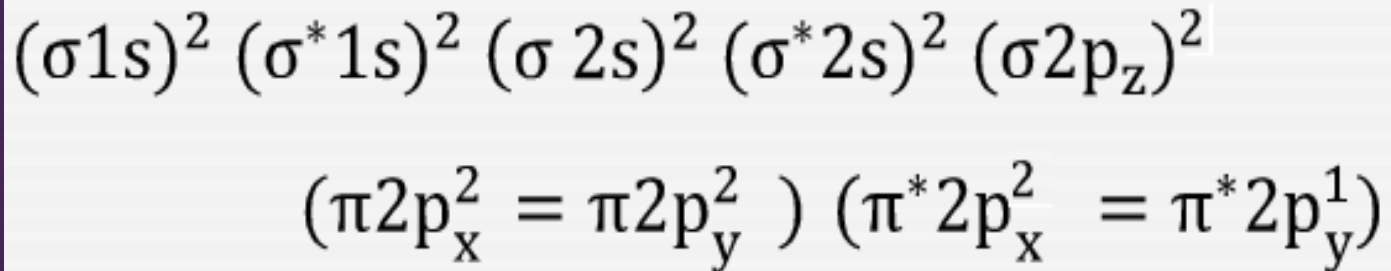 (σ1s)² (σ*1s)² (σ 2s)² (σ*2s)² (σ2p_z)²
(π2p_x² = π2p_y² ) (π*2p_x² = π*2p_y¹)